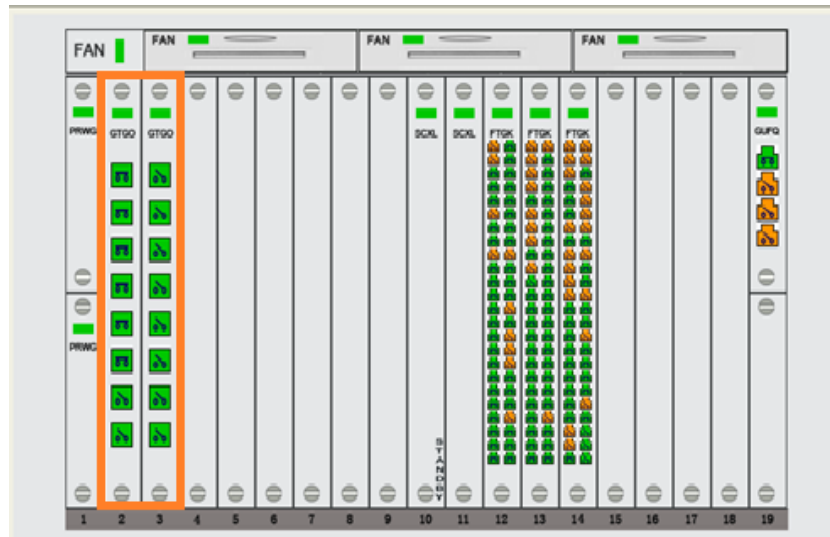 FAN FAN FAN FAN
PRWG GTGO GTGO SCXL SCXL FTGK FTGK FTGK GUFQ
PRWG
STANDBY
1 2 3 4 5 6 7 8 9 10 11 12 13 14 15 16 17 18 19